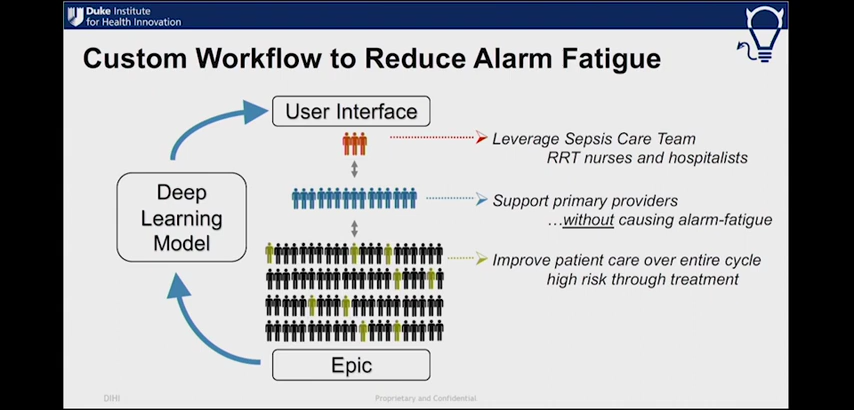 Duke Institute
for Health Innovation
Custom Workflow to Reduce Alarm Fatigue
User Interface
Leverage Sepsis Care Team
RRT nurses and hospitalists
Deep
Learning
Model
Support primary providers
...without causing alarm-fatigue
Improve patient care over entire cycle
high risk through treatment
Epic
DIHI
Proprietary and Confidential